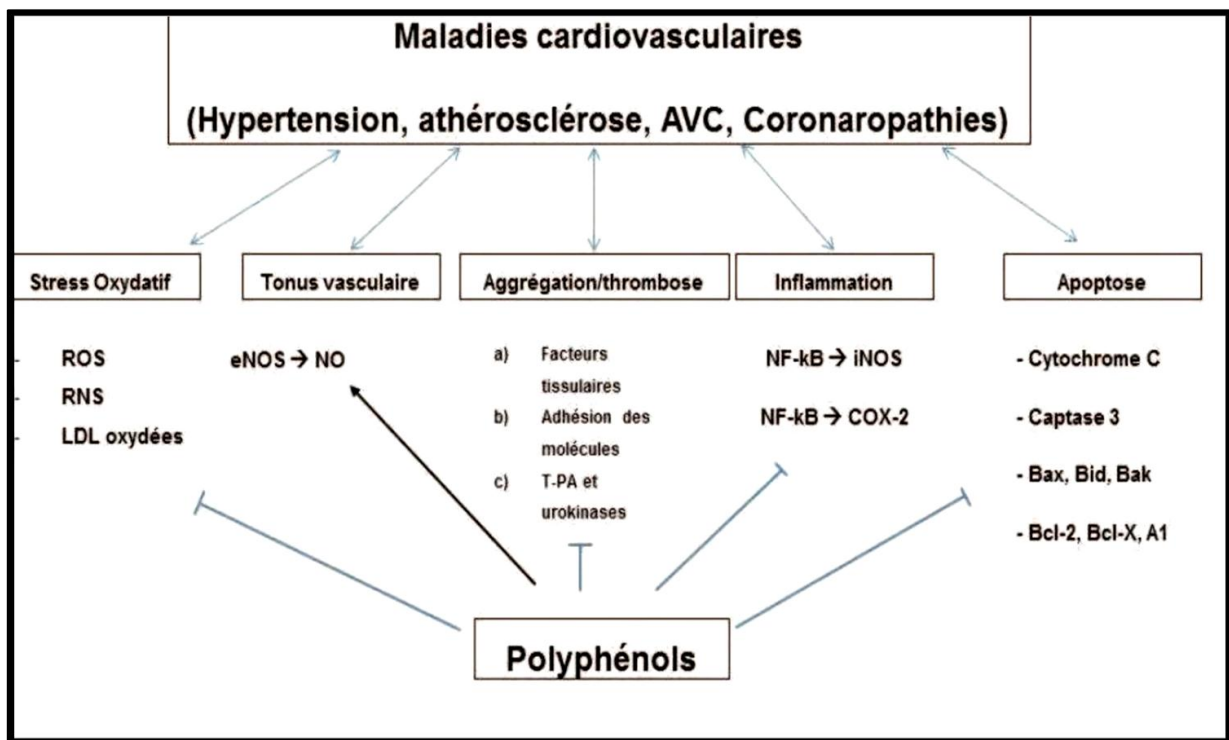 Maladies cardiovasculaires
(Hypertension, athérosclérose, AVC, Coronaropathies)
Stress Oxydatif
Tonus vasculaire
Aggrégation/thrombose
Inflammation
Apoptose
- ROS
- RNS
- LDL oxydées
eNOS → NO
a) Facteurs
tissulaires
b) Adhésion des
molécules
c) T-PA et
urokinases
NF-kB → iNOS
NF-kB → COX-2
- Cytochrome C
- Captase 3
- Bax, Bid, Bak
- Bcl-2, Bcl-X, A1
Polyphénols